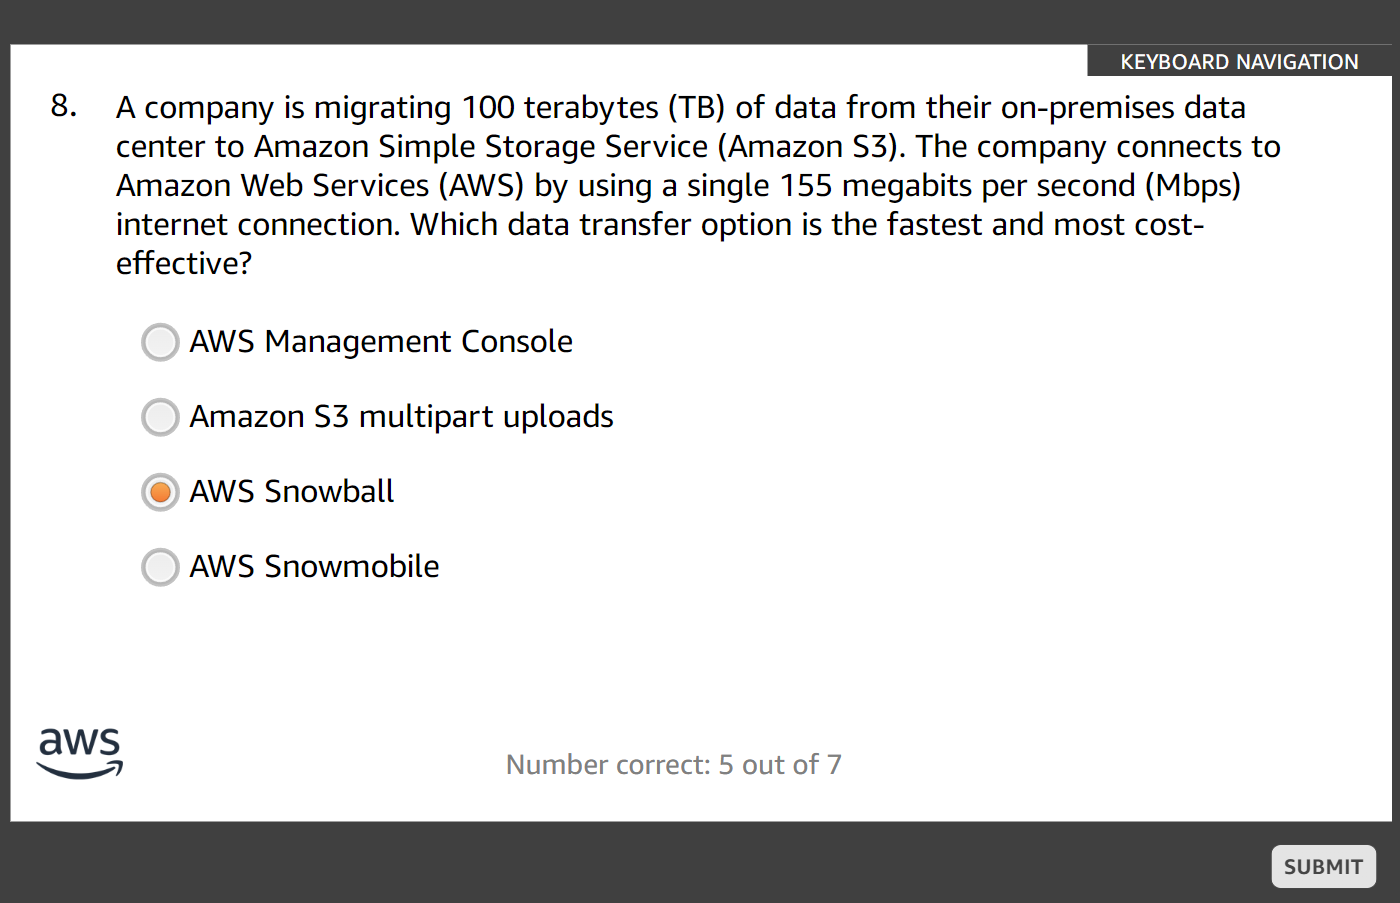 KEYBOARD NAVIGATION
8. A company is migrating 100 terabytes (TB) of data from their on-premises data
center to Amazon Simple Storage Service (Amazon S3). The company connects to
Amazon Web Services (AWS) by using a single 155 megabits per second (Mbps)
internet connection. Which data transfer option is the fastest and most cost-
effective?
AWS Management Console
Amazon S3 multipart uploads
AWS Snowball
AWS Snowmobile
aws
Number correct: 5 out of 7
SUBMIT